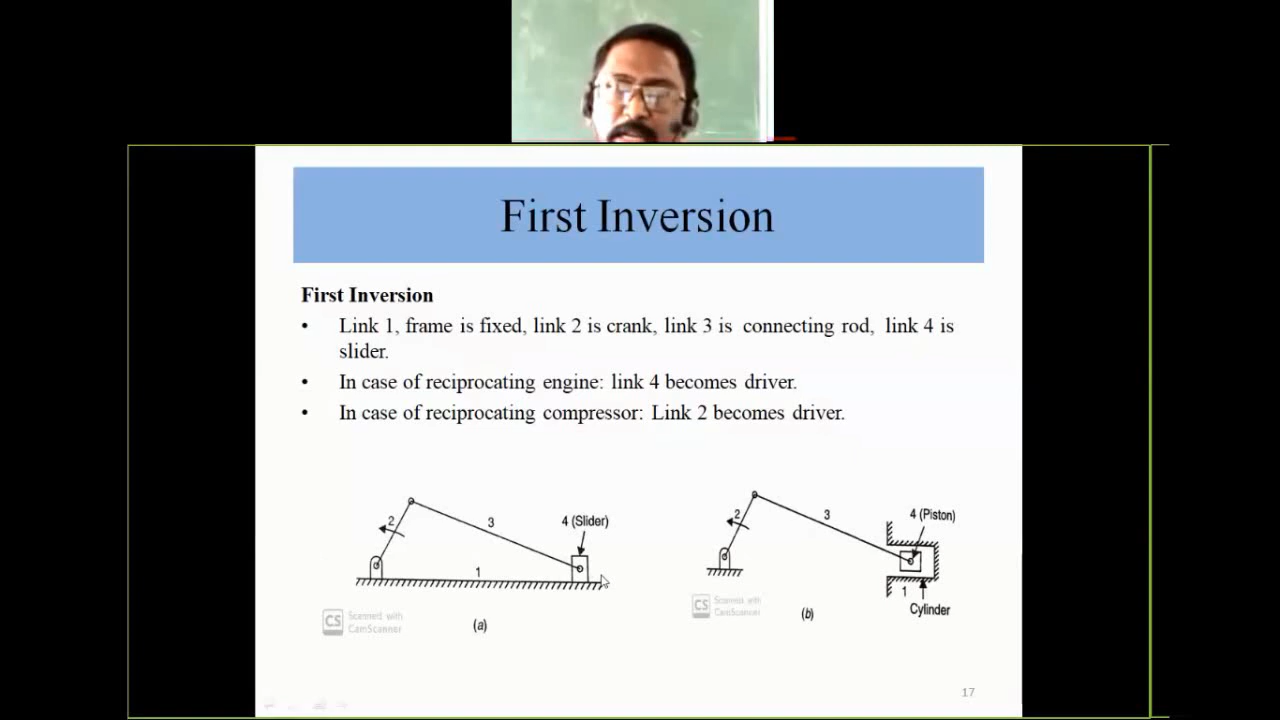 First Inversion
First Inversion
• Link 1, frame is fixed, link 2 is crank, link 3 is connecting rod, link 4 is
slider.
• In case of reciprocating engine: link 4 becomes driver.
• In case of reciprocating compressor: Link 2 becomes driver.
2
3
4 (Slider)
1
CS Scanned with
CamScanner
(a)
2
3
4 (Piston)
1
Cylinder
CS Scanned with
CamScanner
(b)
17